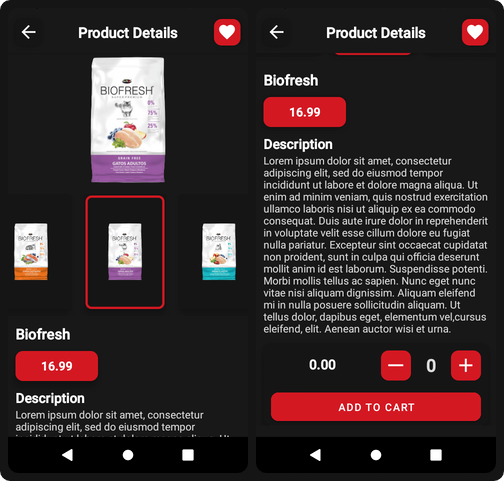 Product Details
BIOFRESH
GRAIN FREE
GATOS ADULTOS
BIOFRESH
BIOFRESH
BIOFRESH
Biofresh
16.99
Description
Lorem ipsum dolor sit amet, consectetur
adipiscing elit, sed do eiusmod tempor
Product Details
Biofresh
16.99
Description
Lorem ipsum dolor sit amet, consectetur
adipiscing elit, sed do eiusmod tempor
incididunt ut labore et dolore magna aliqua. Ut
enim ad minim veniam, quis nostrud exercitation
ullamco laboris nisi ut aliquip ex ea commodo
consequat. Duis aute irure dolor in reprehenderit
in voluptate velit esse cillum dolore eu fugiat
nulla pariatur. Excepteur sint occaecat cupidatat
non proident, sunt in culpa qui officia deserunt
mollit anim id est laborum. Suspendisse potenti.
Morbi mollis tellus ac sapien. Nunc eget nunc
vitae nisi aliquam dignissim. Aliquam eleifend
mi in nulla posuere sollicitudin aliquam. Ut
tellus dolor, dapibus eget, elementum vel,cursus
eleifend, elit. Aenean auctor wisi et urna.
0.00
0
ADD TO CART